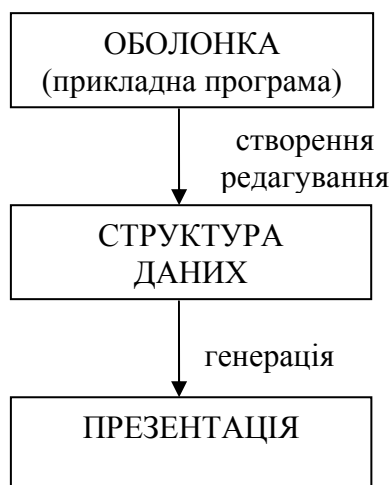 ОБОЛОНКА
(прикладна програма)
створення
редагування
СТРУКТУРА
ДАНИХ
генерація
ПРЕЗЕНТАЦІЯ